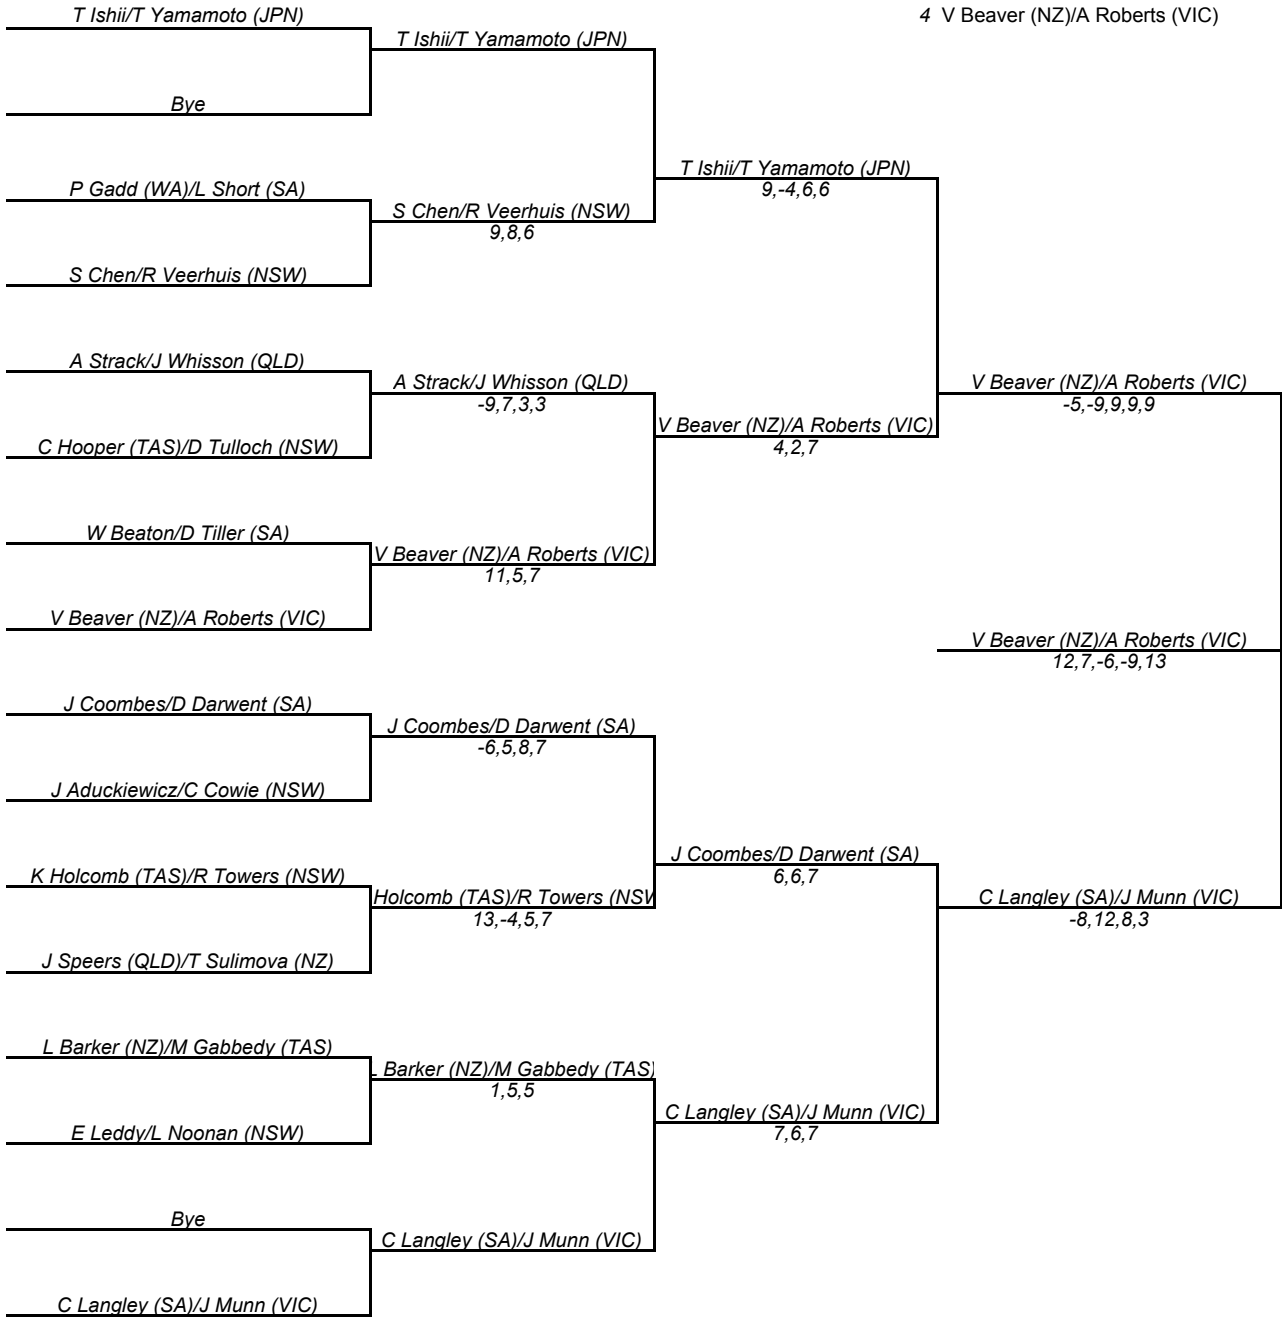 T Ishii/T Yamamoto (JPN)
4 V Beaver (NZ)/A Roberts (VIC)
T Ishii/T Yamamoto (JPN)
Bye
T Ishii/T Yamamoto (JPN)
9,-4,6,6
P Gadd (WA)/L Short (SA)
S Chen/R Veerhuis (NSW)
9,8,6
S Chen/R Veerhuis (NSW)
A Strack/J Whisson (QLD)
A Strack/J Whisson (QLD)
-9,7,3,3
V Beaver (NZ)/A Roberts (VIC)
-5,-9,9,9,9
V Beaver (NZ)/A Roberts (VIC)
4,2,7
C Hooper (TAS)/D Tulloch (NSW)
W Beaton/D Tiller (SA)
V Beaver (NZ)/A Roberts (VIC)
11,5,7
V Beaver (NZ)/A Roberts (VIC)
V Beaver (NZ)/A Roberts (VIC)
12,7,-6,-9,13
J Coombes/D Darwent (SA)
J Coombes/D Darwent (SA)
-6,5,8,7
J Aduckiewicz/C Cowie (NSW)
J Coombes/D Darwent (SA)
6,6,7
K Holcomb (TAS)/R Towers (NSW)
Holcomb (TAS)/R Towers (NSW
13,-4,5,7
C Langley (SA)/J Munn (VIC)
-8,12,8,3
J Speers (QLD)/T Sulimova (NZ)
L Barker (NZ)/M Gabbedy (TAS)
L Barker (NZ)/M Gabbedy (TAS)
1,5,5
C Langley (SA)/J Munn (VIC)
7,6,7
E Leddy/L Noonan (NSW)
Bye
C Langley (SA)/J Munn (VIC)
C Langley (SA)/J Munn (VIC)